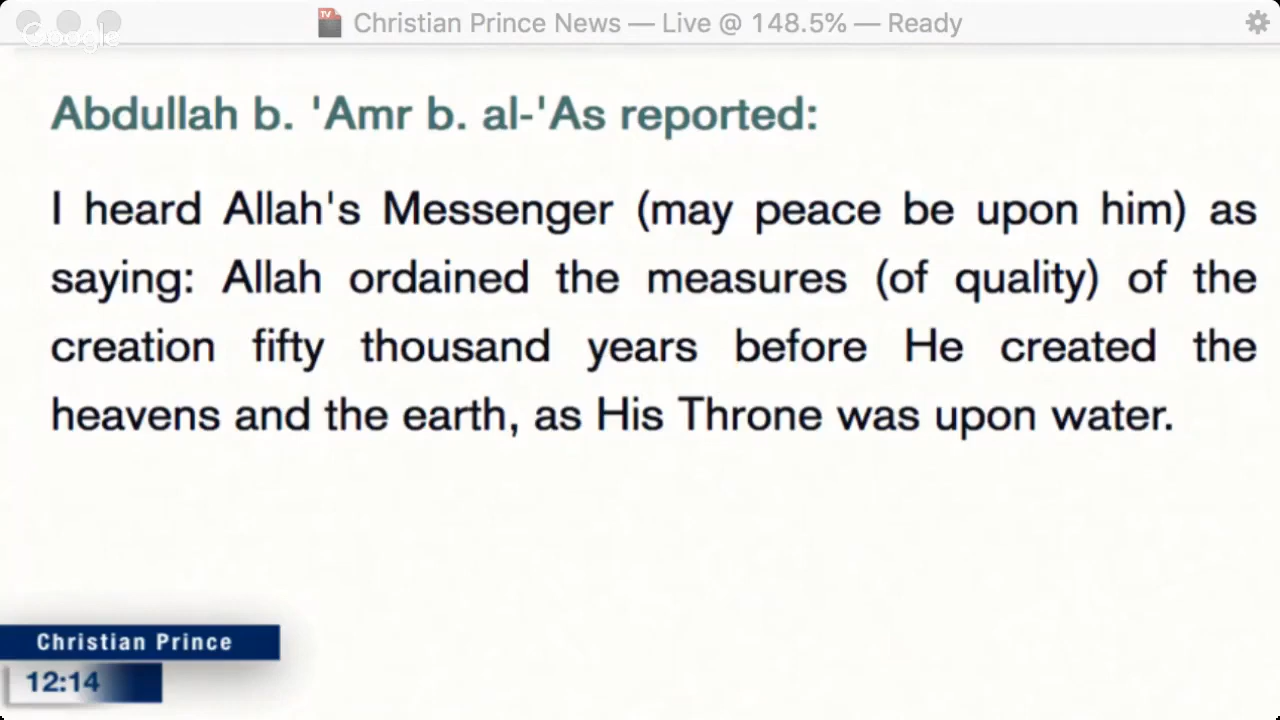 Christian Prince News — Live @ 148.5% — Ready
Google
Abdullah b. 'Amr b. al-'As reported:
I heard Allah's Messenger (may peace be upon him) as
saying: Allah ordained the measures (of quality) of the
creation fifty thousand years before He created the
heavens and the earth, as His Throne was upon water.
Christian Prince
12:14